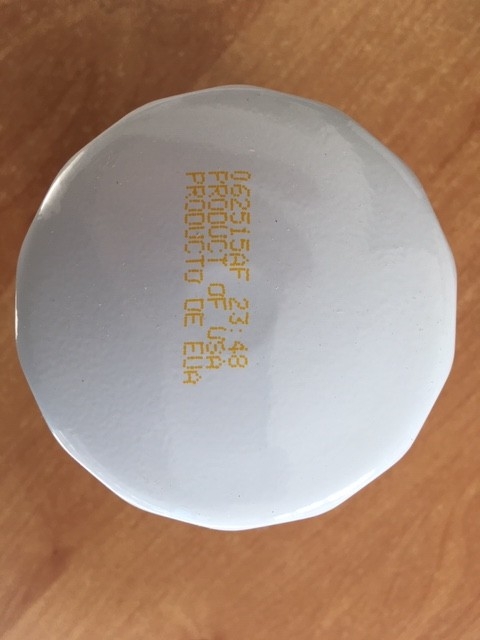 062515AF 23:48
PRODUCT OF USA
PRODUCTO DE EUA